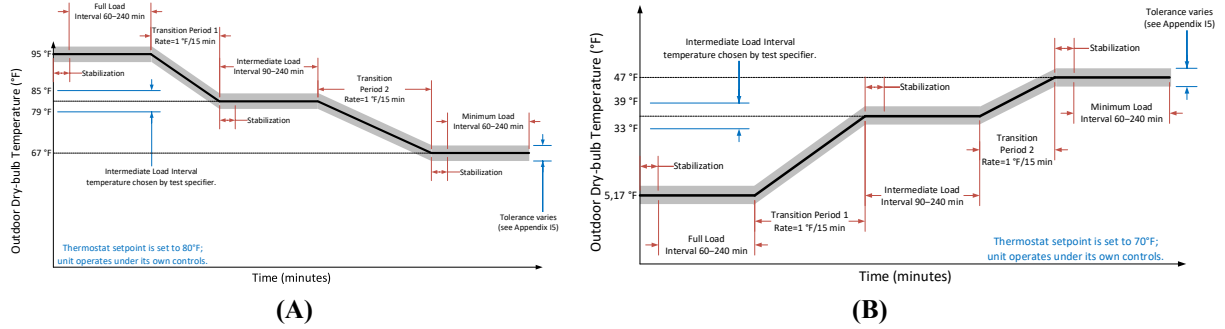 Full Load
Interval 60–240 min
Transition Period 1
Rate=1 °F/15 min
Intermediate Load
Interval 90–240 min
Transition
Period 2
Rate=1 °F/15 min
Minimum Load
Interval 60–240 min
Stabilization
Stabilization
Stabilization
95 °F
85 °F
79 °F
67 °F
Outdoor Dry-bulb Temperature (°F)
Intermediate Load Interval
temperature chosen by test specifier.
Tolerance varies
(see Appendix I5)
Thermostat setpoint is set to 80°F;
unit operates under its own controls.
Time (minutes)
(A)
Intermediate Load Interval
temperature chosen by test specifier.
Tolerance varies
(see Appendix I5)
Stabilization
Stabilization
Stabilization
47 °F
39 °F
33 °F
5,17 °F
Outdoor Dry-bulb Temperature (°F)
Minimum Load
Interval 60–240 min
Transition
Period 2
Rate=1 °F/15 min
Intermediate Load
Interval 90–240 min
Transition Period 1
Rate=1 °F/15 min
Full Load
Interval 60–240 min
Thermostat setpoint is set to 70°F;
unit operates under its own controls.
Time (minutes)
(B)